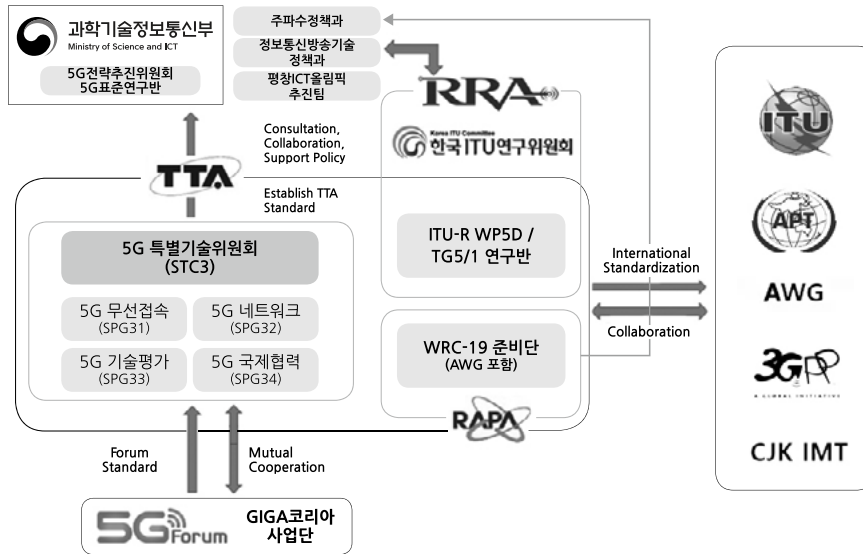 과학기술정보통신부
Ministry of Science and ICT
5G전략추진위원회
5G표준연구반
주파수정책과
정보통신방송기술
정책과
평창ICT올림픽
추진팀
RRA
Korea ITU Committee
한국ITU연구위원회
Consultation,
Collaboration,
Support Policy
TTA
Establish TTA
Standard
5G 특별기술위원회
(STC3)
5G 무선접속
(SPG31)
5G 네트워크
(SPG32)
5G 기술평가
(SPG33)
5G 국제협력
(SPG34)
ITU-R WP5D /
TG5/1 연구반
WRC-19 준비단
(AWG 포함)
RAPA
International
Standardization
Collaboration
ITU
APT
AWG
3GPP
A GLOBAL INITIATIVE
CJK IMT
Forum
Standard
Mutual
Cooperation
5G Forum
GIGA코리아
사업단